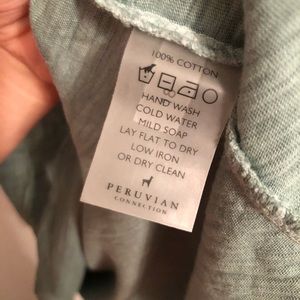 100% COTTON
HAND WASH
COLD WATER
MILD SOAP
LAY FLAT TO DRY
LOW IRON
OR DRY CLEAN
PERUVIAN
CONNECTION